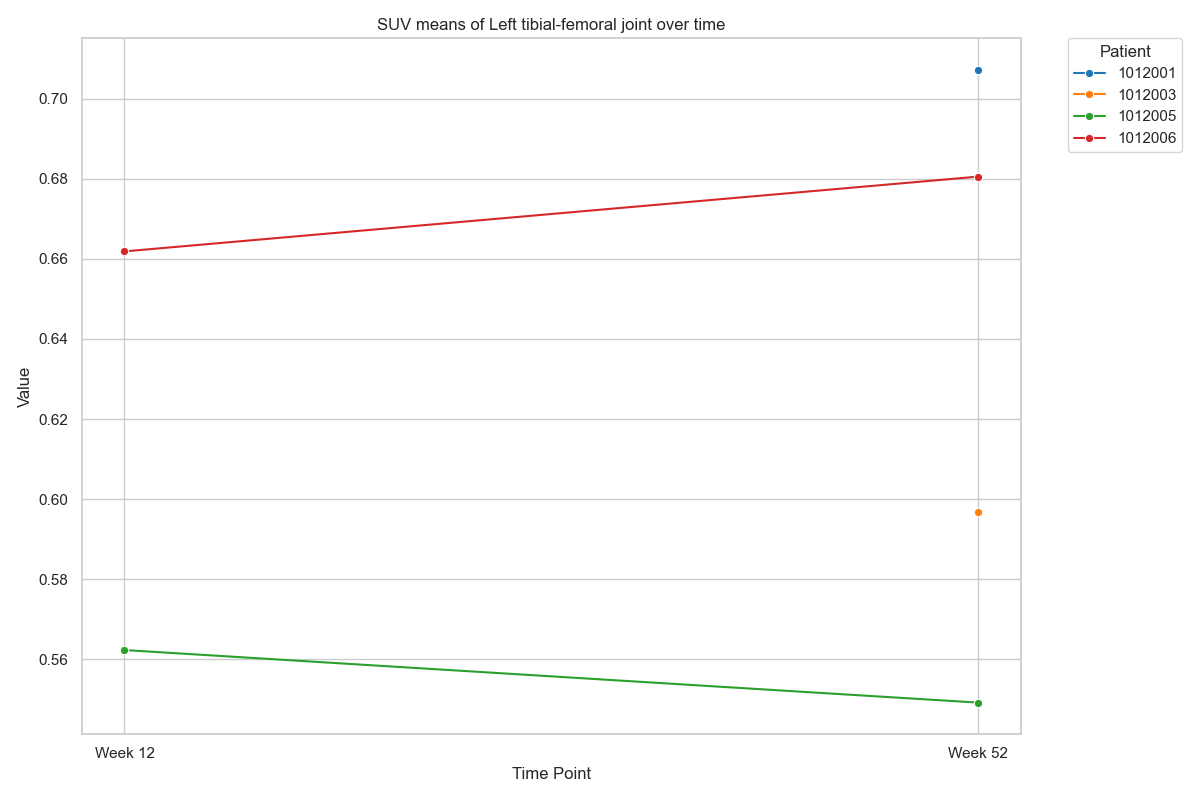 SUV means of Left tibial-femoral joint over time
Patient
1012001
1012003
1012005
1012006
0.70
0.68
0.66
0.64
0.62
0.60
0.58
0.56
Value
Week 12
Week 52
Time Point